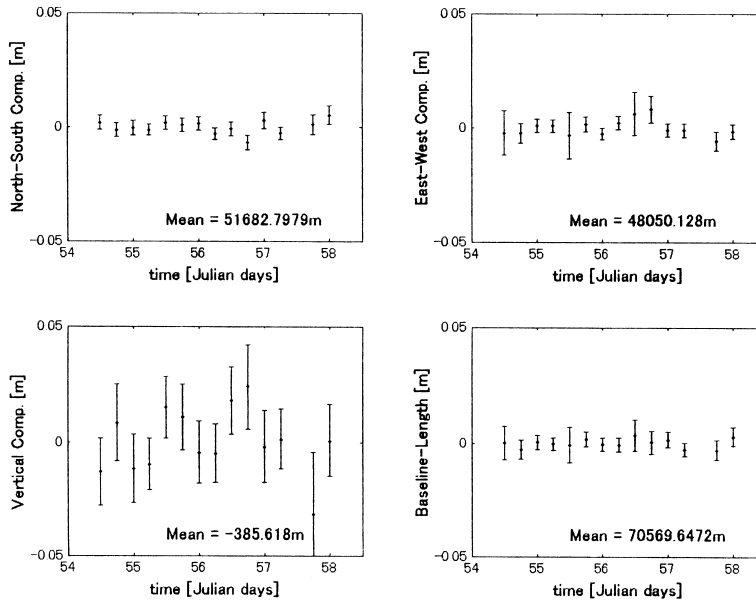 0.05
North-South Comp. [m]
0
Mean = 51682.7979m
-0.05
54 55 56 57 58
time [Julian days]
0.05
East-West Comp. [m]
0
Mean = 48050.128m
-0.05
54 55 56 57 58
time [Julian days]
0.05
Vertical Comp. [m]
0
Mean = -385.618m
-0.05
54 55 56 57 58
time [Julian days]
0.05
Baseline-Length [m]
0
Mean = 70569.6472m
-0.05
54 55 56 57 58
time [Julian days]